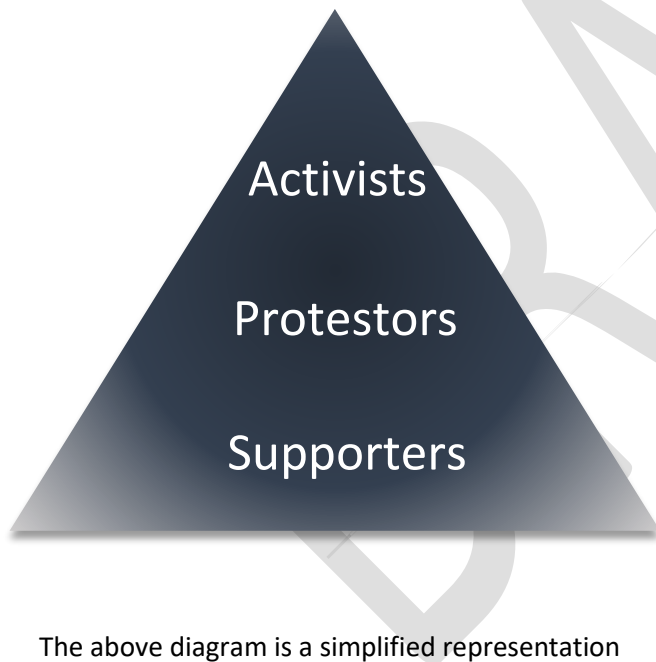 Activists
Protestors
Supporters
The above diagram is a simplified representation